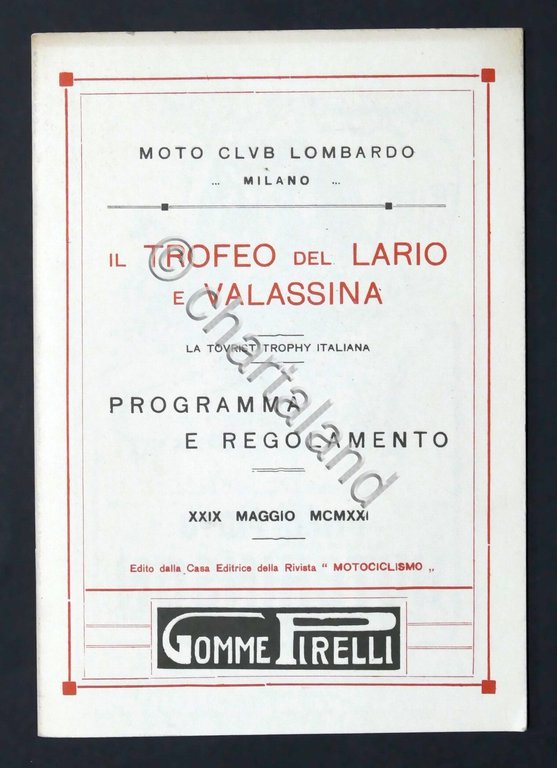 MOTO CLVB LOMBARDO
... MILANO ...
IL TROFEO DEL LARIO
E VALASSINA
LA TOVRIST TROPHY ITALIANA
PROGRAMMA
E REGOLAMENTO
XXIX MAGGIO MCMXXI
Edito dalla Casa Editrice della Rivista “ MOTOCICLISMO „
GOMME PIRELLI
© chartaland